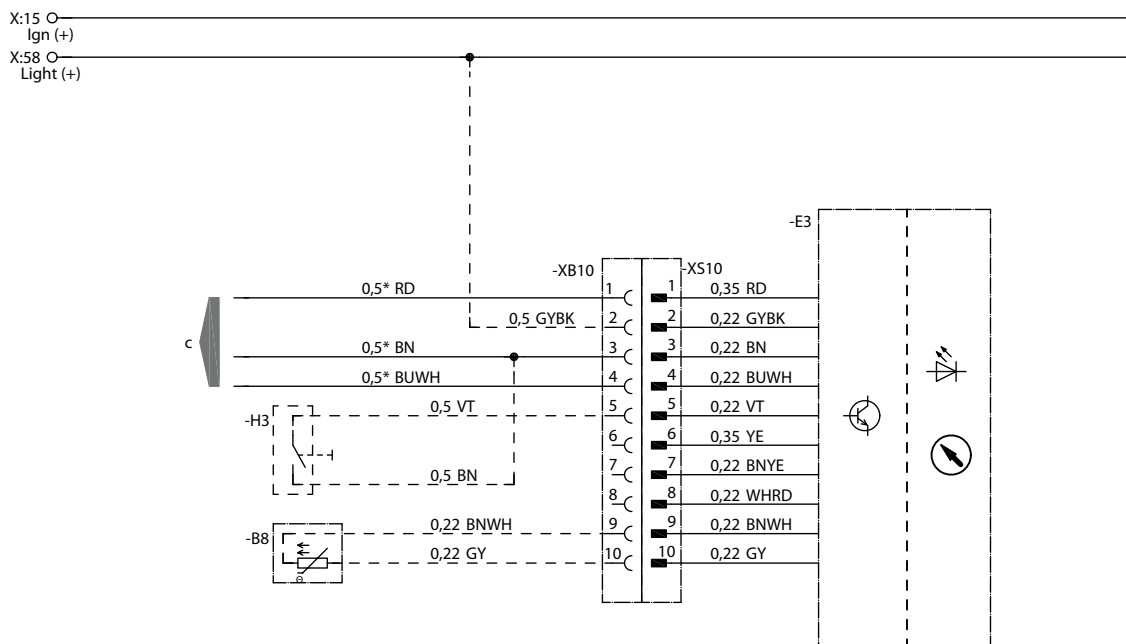 X:15
Ign (+)
X:58
Light (+)
-E3
-XB10 -XS10
0,5* RD 1 1 0,35 RD
0,5 GYBK 2 2 0,22 GYBK
c
0,5* BN 3 3 0,22 BN
0,5* BUWH 4 4 0,22 BUWH
-H3 0,5 VT 5 5 0,22 VT
6 6 0,35 YE
0,5 BN 7 7 0,22 BNYE
8 8 0,22 WHRD
-B8 0,22 BNWH 9 9 0,22 BNWH
0,22 GY 10 10 0,22 GY
Θ